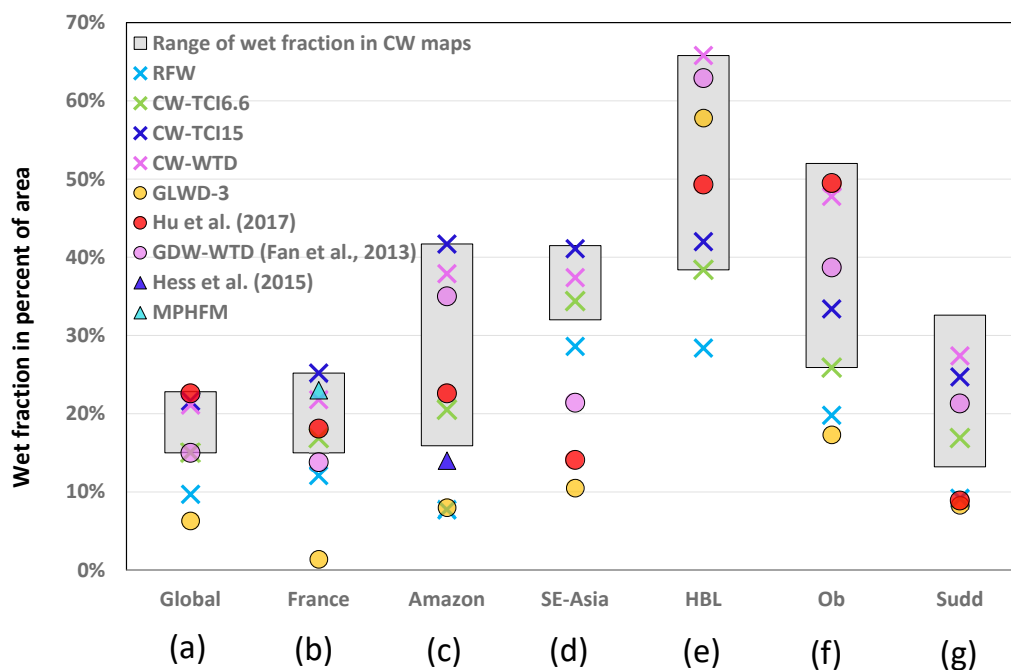 Wet fraction in percent of area
70%
60%
50%
40%
30%
20%
10%
0%
Range of wet fraction in CW maps
RFW
CW-TCI6.6
CW-TCI15
CW-WTD
GLWD-3
Hu et al. (2017)
GDW-WTD (Fan et al., 2013)
Hess et al. (2015)
MPHFM
Global France Amazon SE-Asia HBL Ob Sudd
(a) (b) (c) (d) (e) (f) (g)